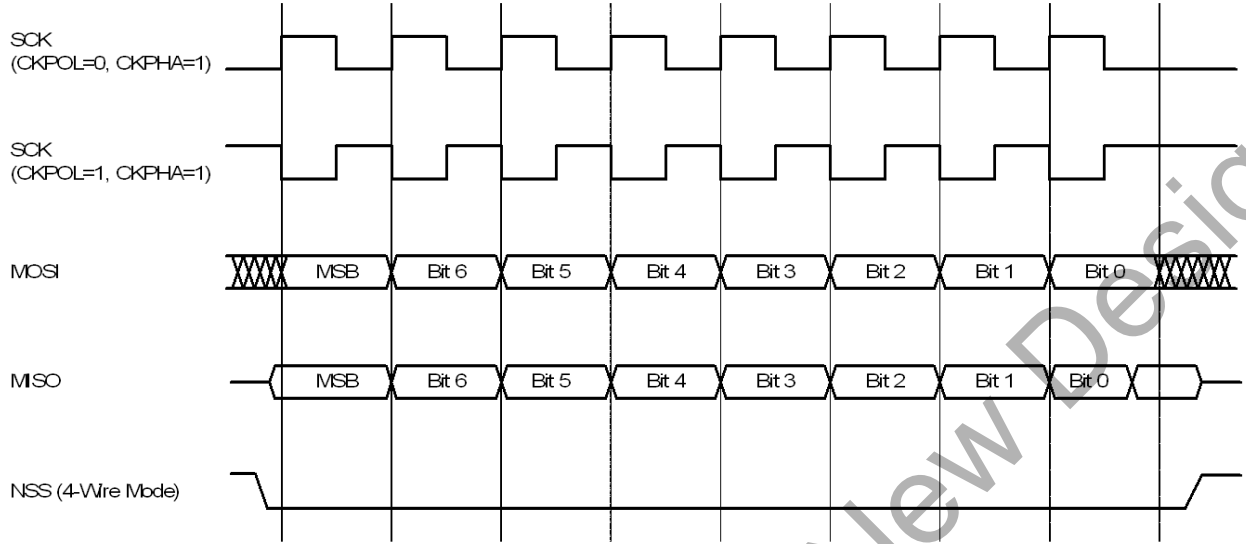 SCK
(CKPOL=0, CKPHA=1)
SCK
(CKPOL=1, CKPHA=1)
MOSI
MSB Bit 6 Bit 5 Bit 4 Bit 3 Bit 2 Bit 1 Bit 0
MISO
MSB Bit 6 Bit 5 Bit 4 Bit 3 Bit 2 Bit 1 Bit 0
NSS (4-Wire Mode)
New Desig